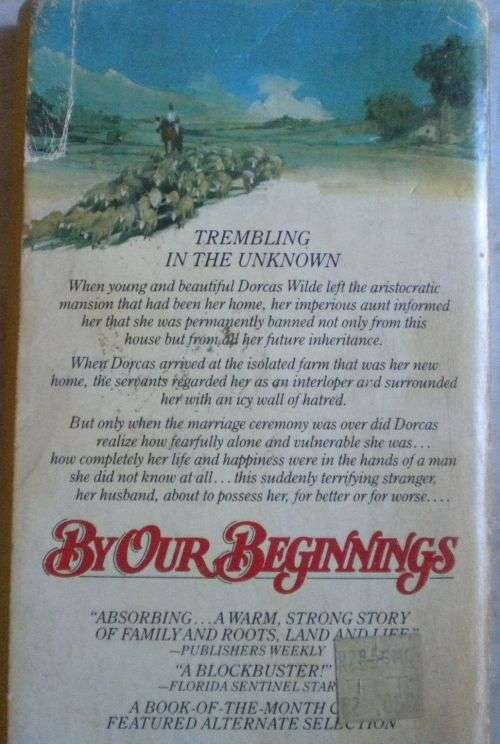 TREMBLING
IN THE UNKNOWN
When young and beautiful Dorcas Wilde left the aristocratic
mansion that had been her home, her imperious aunt informed
her that she was permanently banned not only from this
house but from all her future inheritance.
When Dorcas arrived at the isolated farm that was her new
home, the servants regarded her as an interloper and surrounded
her with an icy wall of hatred.
But only when the marriage ceremony was over did Dorcas
realize how fearfully alone and vulnerable she was...
how completely her life and happiness were in the hands of a man
she did not know at all...this suddenly terrifying stranger,
her husband, about to possess her, for better or for worse....
BY OUR BEGINNINGS
"ABSORBING...A WARM, STRONG STORY
OF FAMILY AND ROOTS, LAND AND LIFE"
—PUBLISHERS WEEKLY
"A BLOCKBUSTER!"
—FLORIDA SENTINEL STAR
A BOOK-OF-THE-MONTH
FEATURED ALTERNATE SELECTION